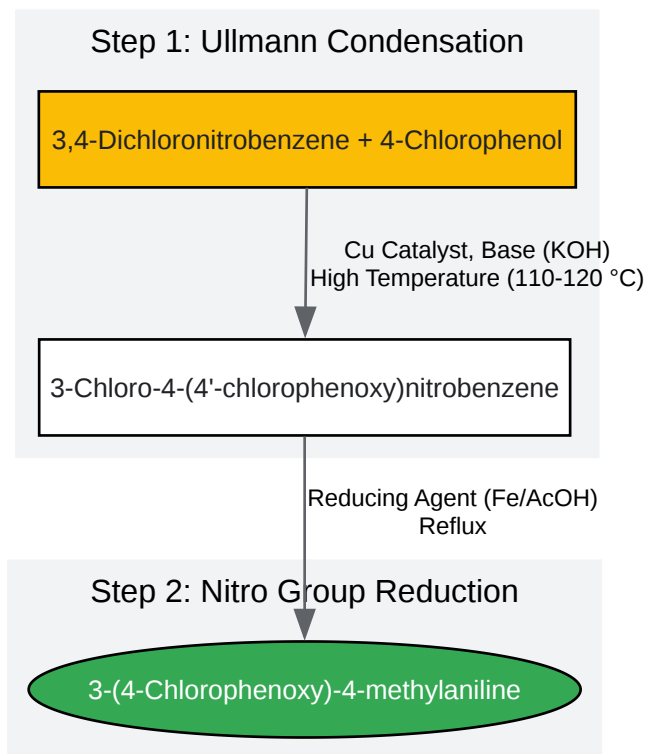 Step 1: Ullmann Condensation
3,4-Dichloronitrobenzene + 4-Chlorophenol
Cu Catalyst, Base (KOH)
High Temperature (110-120 °C)
3-Chloro-4-(4'-chlorophenoxy)nitrobenzene
Reducing Agent (Fe/AcOH)
Reflux
Step 2: Nitro Group Reduction
3-(4-Chlorophenoxy)-4-methylaniline